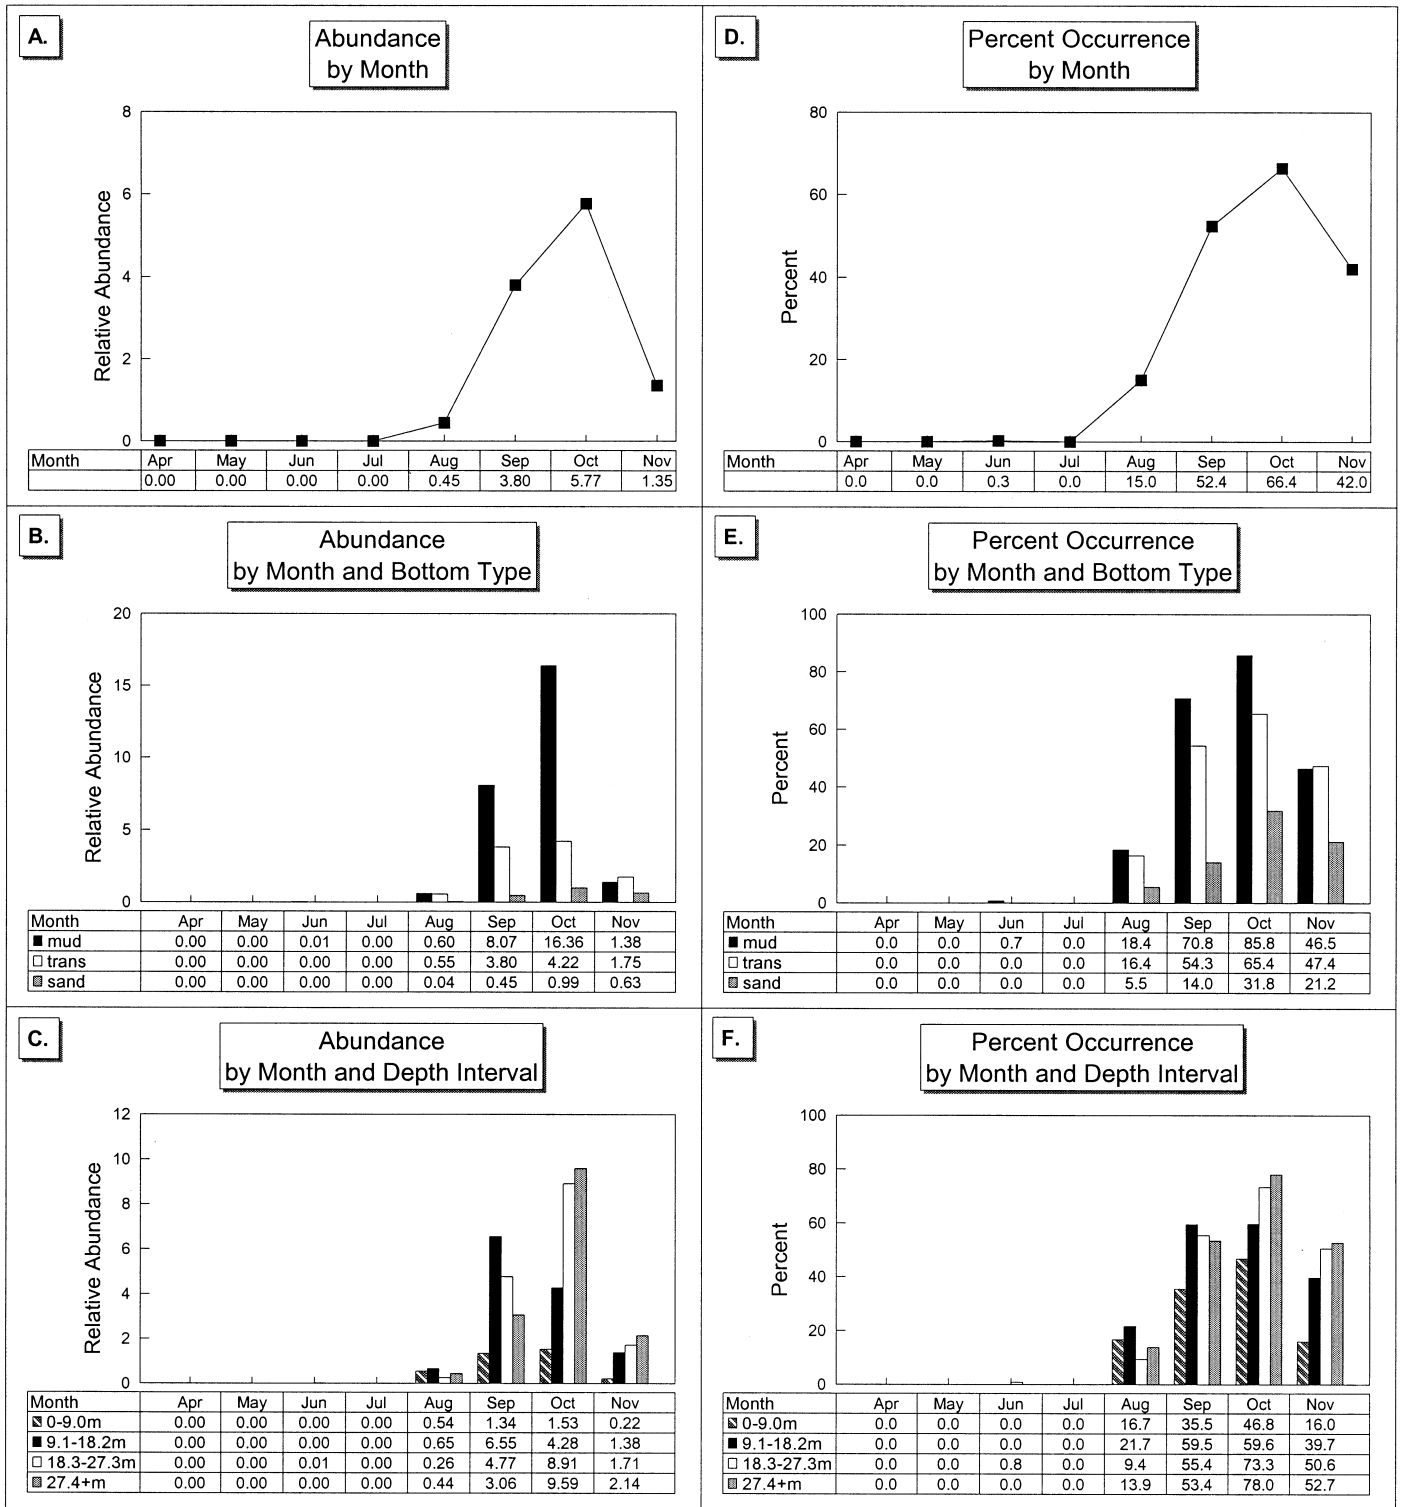 A.
Abundance
by Month
8
6
4
2
0
Relative Abundance
Month Apr May Jun Jul Aug Sep Oct Nov
0.00 0.00 0.00 0.00 0.45 3.80 5.77 1.35
D.
Percent Occurrence
by Month
80
60
40
20
0
Percent
Month Apr May Jun Jul Aug Sep Oct Nov
0.0 0.0 0.3 0.0 15.0 52.4 66.4 42.0
B.
Abundance
by Month and Bottom Type
20
15
10
5
0
Relative Abundance
Month Apr May Jun Jul Aug Sep Oct Nov
mud 0.00 0.00 0.01 0.00 0.60 8.07 16.36 1.38
trans 0.00 0.00 0.00 0.00 0.55 3.80 4.22 1.75
sand 0.00 0.00 0.00 0.00 0.04 0.45 0.99 0.63
E.
Percent Occurrence
by Month and Bottom Type
100
80
60
40
20
0
Percent
Month Apr May Jun Jul Aug Sep Oct Nov
mud 0.0 0.0 0.7 0.0 18.4 70.8 85.8 46.5
trans 0.0 0.0 0.0 0.0 16.4 54.3 65.4 47.4
sand 0.0 0.0 0.0 0.0 5.5 14.0 31.8 21.2
C.
Abundance
by Month and Depth Interval
12
10
8
6
4
2
0
Relative Abundance
Month Apr May Jun Jul Aug Sep Oct Nov
0-9.0m 0.00 0.00 0.00 0.00 0.54 1.34 1.53 0.22
9.1-18.2m 0.00 0.00 0.00 0.00 0.65 6.55 4.28 1.38
18.3-27.3m 0.00 0.00 0.01 0.00 0.26 4.77 8.91 1.71
27.4+m 0.00 0.00 0.00 0.00 0.44 3.06 9.59 2.14
F.
Percent Occurrence
by Month and Depth Interval
100
80
60
40
20
0
Percent
Month Apr May Jun Jul Aug Sep Oct Nov
0-9.0m 0.0 0.0 0.0 0.0 16.7 35.5 46.8 16.0
9.1-18.2m 0.0 0.0 0.0 0.0 21.7 59.5 59.6 39.7
18.3-27.3m 0.0 0.0 0.8 0.0 9.4 55.4 73.3 50.6
27.4+m 0.0 0.0 0.0 0.0 13.9 53.4 78.0 52.7